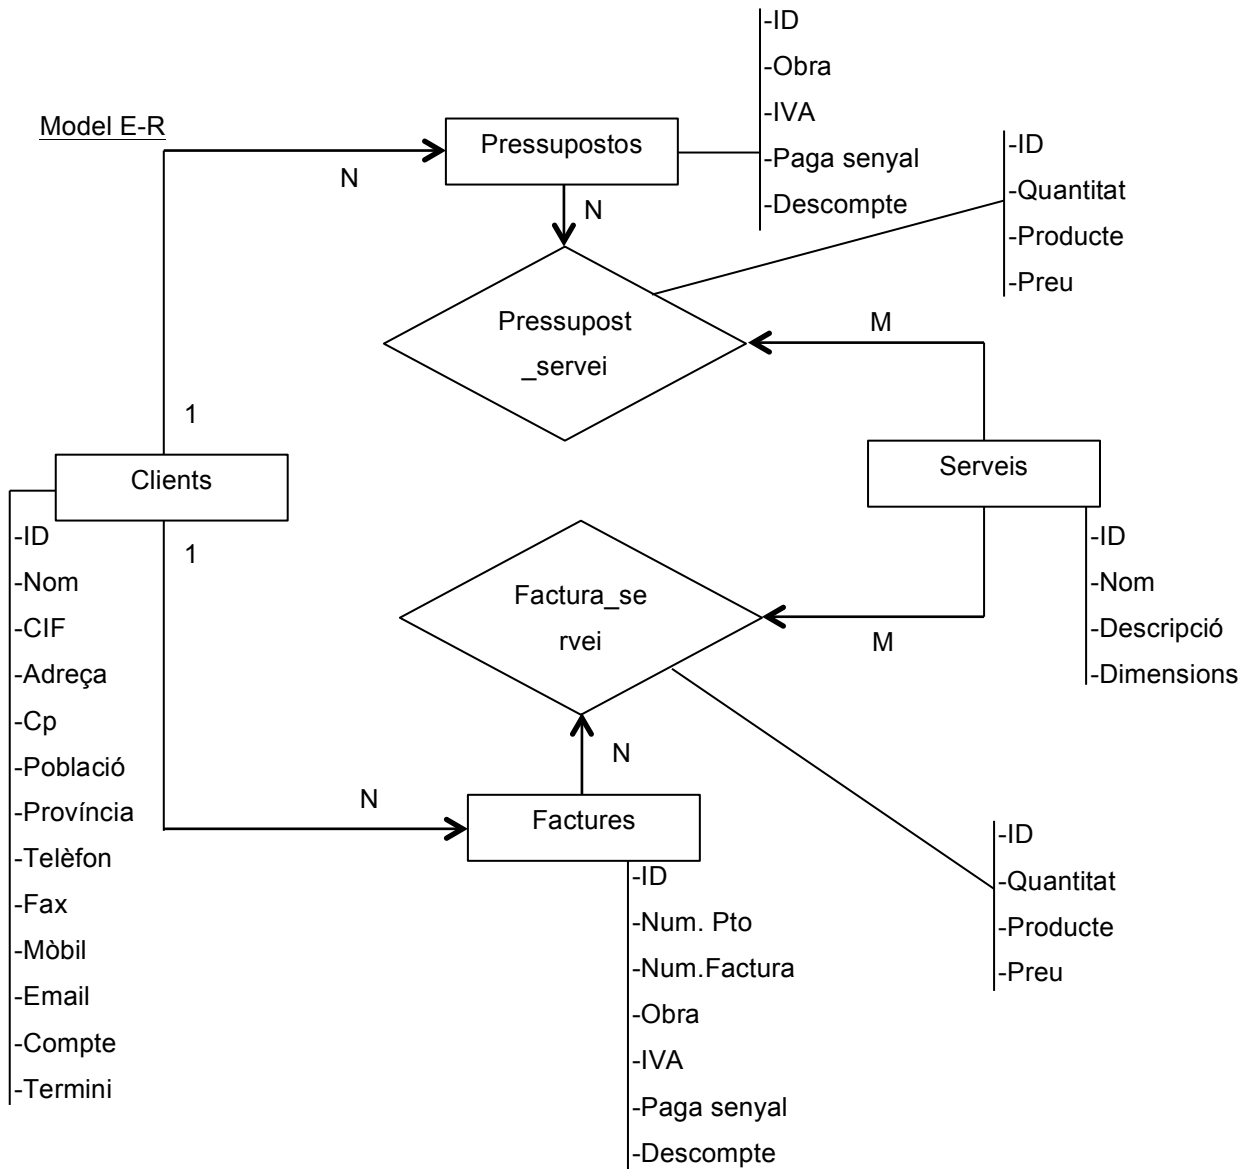 Model E-R
Pressupostos
N
N
-ID
-Obra
-IVA
-Paga senyal
-Descompte
-ID
-Quantitat
-Producte
-Preu
Pressupost
_servei
M
1
Clients
1
-ID
-Nom
-CIF
-Adreça
-Cp
-Població
-Província
-Telèfon
-Fax
-Mòbil
-Email
-Compte
-Termini
Serveis
-ID
-Nom
-Descripció
-Dimensions
Factura_se
rvei
M
N
N
Factures
-ID
-Num. Pto
-Num.Factura
-Obra
-IVA
-Paga senyal
-Descompte
-ID
-Quantitat
-Producte
-Preu